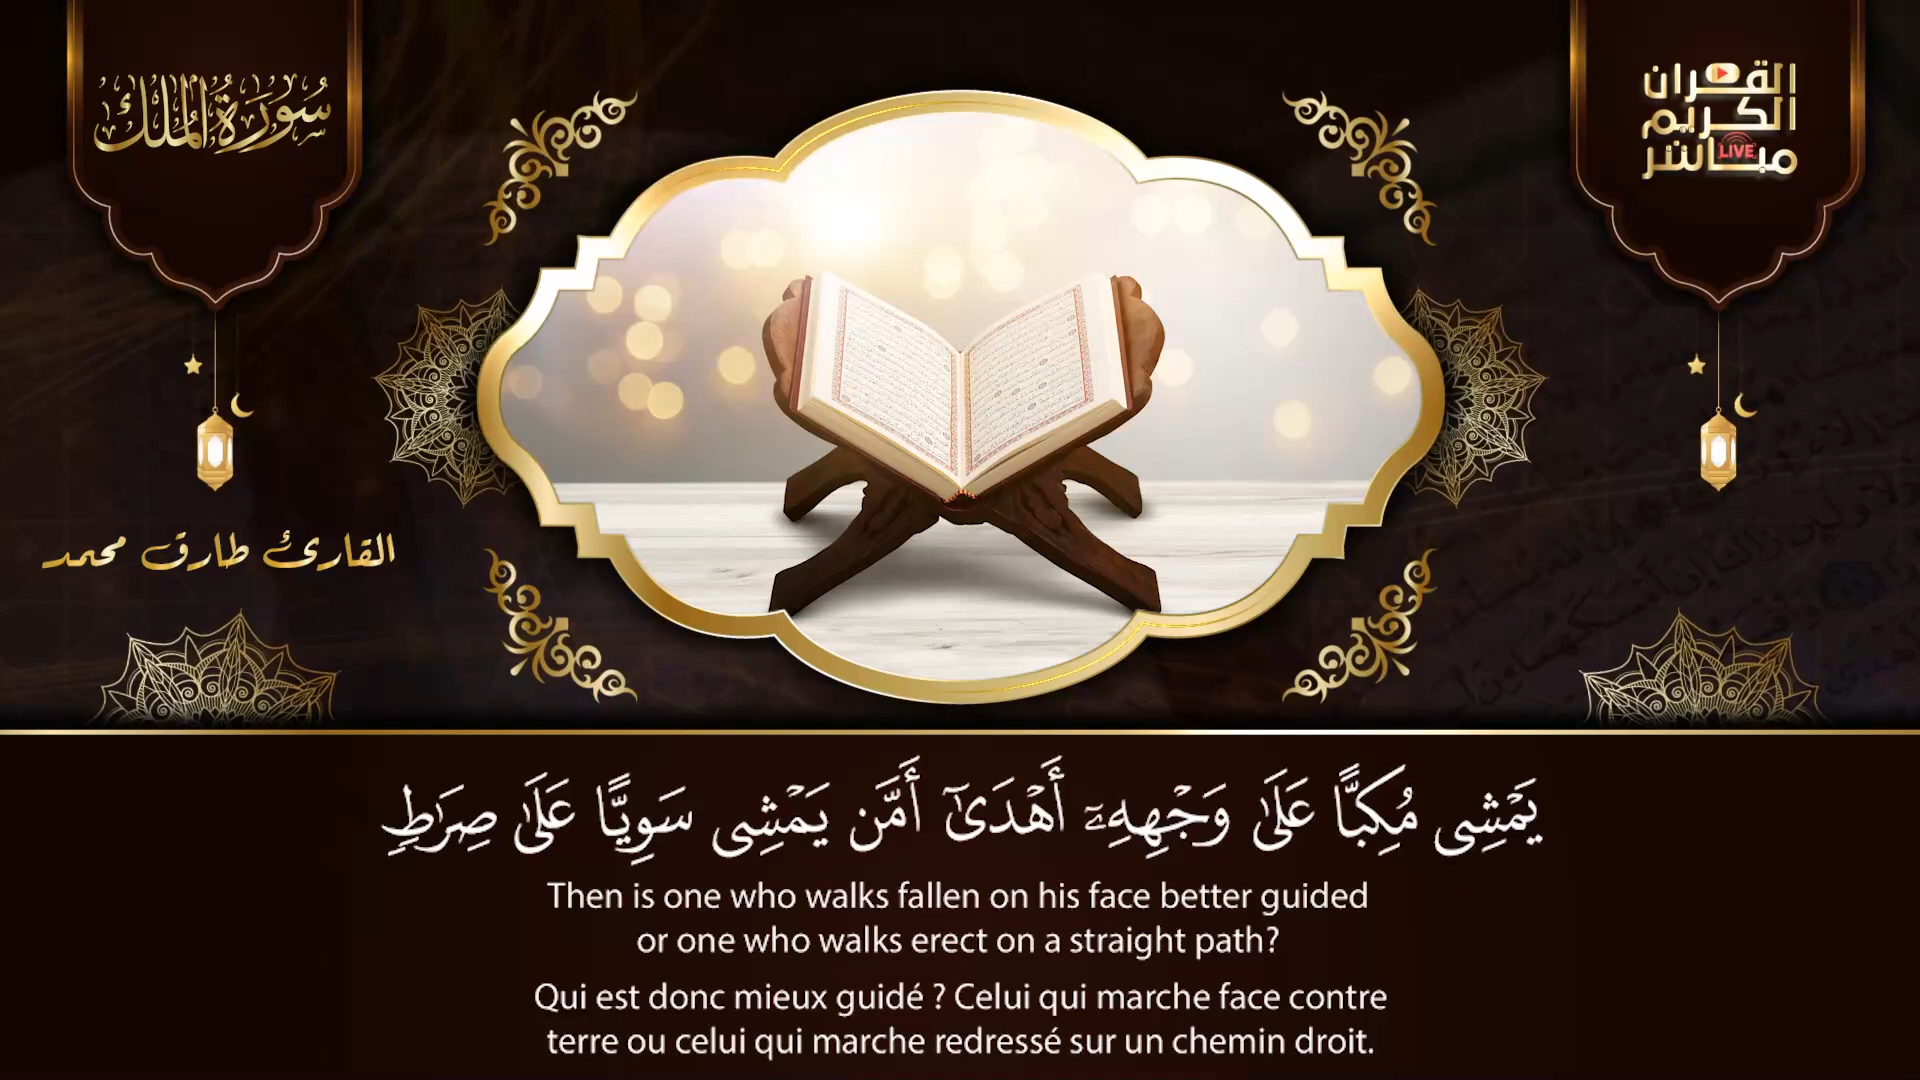 سُورَةُ المُلك
القرآن
الكريم
مباشر
LIVE
القارئ طارق محمد
يَمْشِى مُكِبًّا عَلَىٰ وَجْهِهِۦٓ أَهْدَىٰٓ أَمَّن يَمْشِى سَوِيًّا عَلَىٰ صِرَٰطٍ
Then is one who walks fallen on his face better guided
or one who walks erect on a straight path?
Qui est donc mieux guidé ? Celui qui marche face contre
terre ou celui qui marche redressé sur un chemin droit.